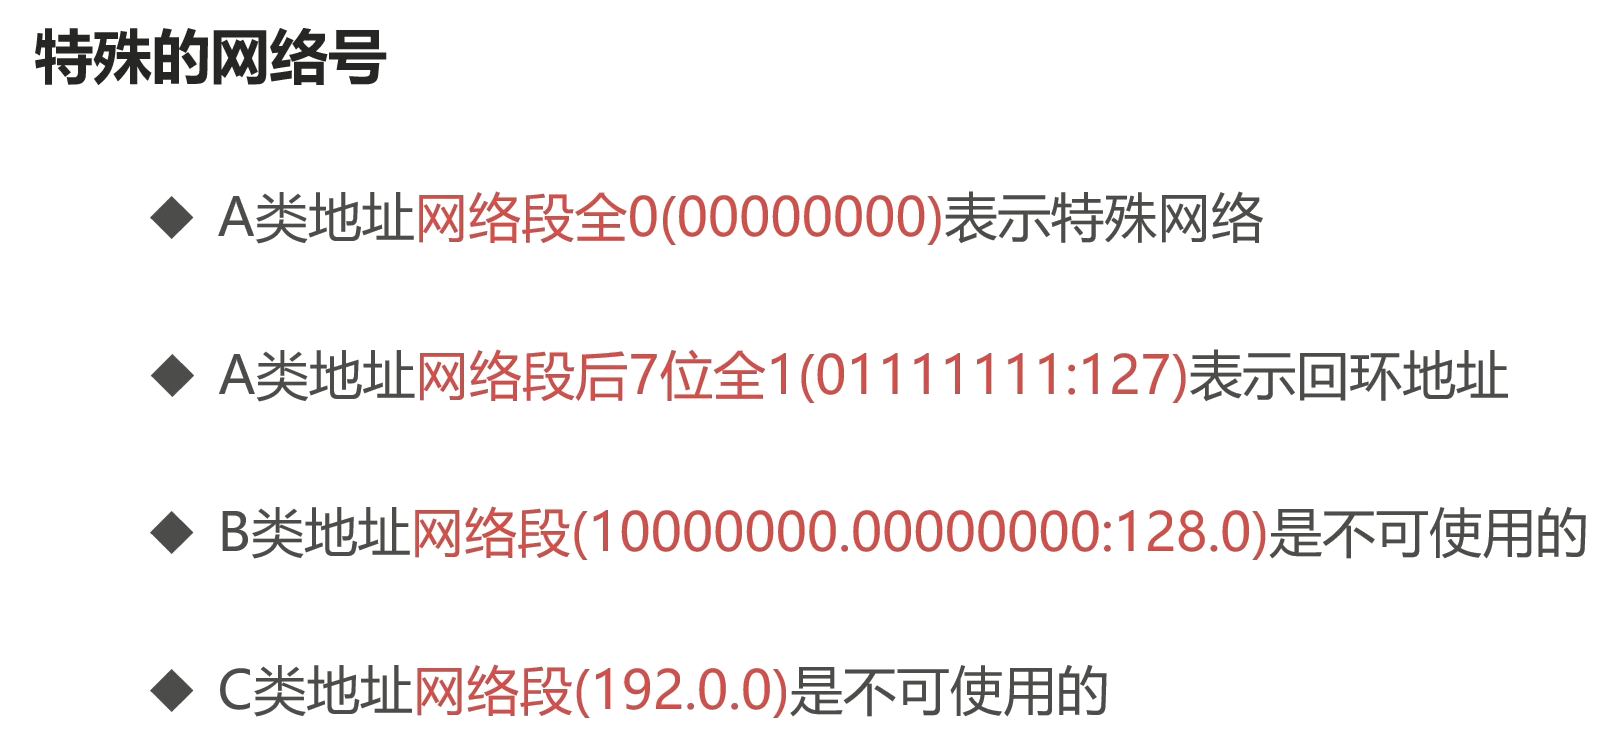 特殊的网络号
◆ A类地址网络段全0(00000000)表示特殊网络
◆ A类地址网络段后7位全1(01111111:127)表示回环地址
◆ B类地址网络段(10000000.00000000:128.0)是不可使用的
◆ C类地址网络段(192.0.0)是不可使用的